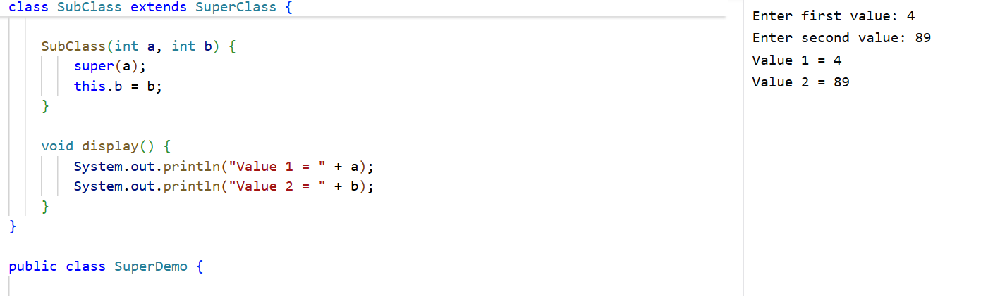 class SubClass extends SuperClass {
SubClass(int a, int b) {
super(a);
this.b = b;
}
void display() {
System.out.println("Value 1 = " + a);
System.out.println("Value 2 = " + b);
}
}
public class SuperDemo {
Enter first value: 4
Enter second value: 89
Value 1 = 4
Value 2 = 89